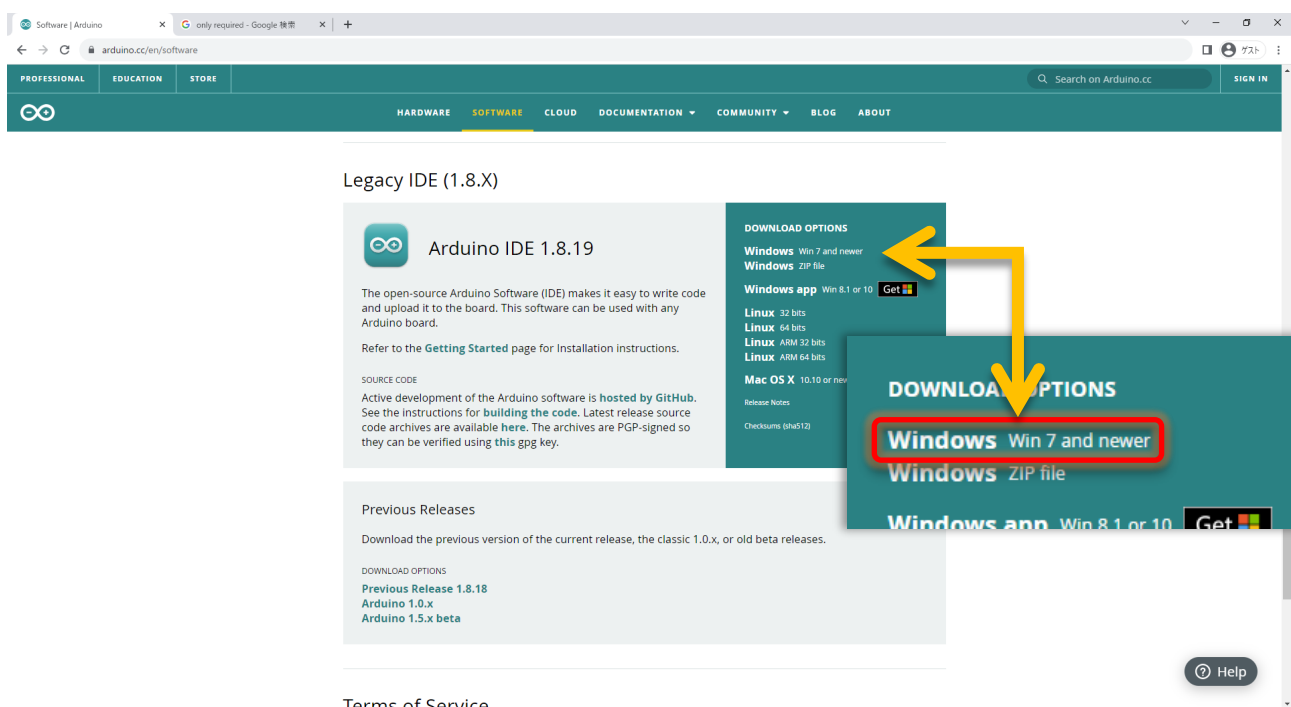 Software | Arduino
only required - Google 検索
arduino.cc/en/software
ゲスト
PROFESSIONAL EDUCATION STORE
Search on Arduino.cc
SIGN IN
HARDWARE SOFTWARE CLOUD DOCUMENTATION COMMUNITY BLOG ABOUT
Legacy IDE (1.8.X)
Arduino IDE 1.8.19
The open-source Arduino Software (IDE) makes it easy to write code
and upload it to the board. This software can be used with any
Arduino board.
Refer to the Getting Started page for Installation instructions.
SOURCE CODE
Active development of the Arduino software is hosted by GitHub.
See the instructions for building the code. Latest release source
code archives are available here. The archives are PGP-signed so
they can be verified using this gpg key.
DOWNLOAD OPTIONS
Windows Win 7 and newer
Windows ZIP file
Windows app Win 8.1 or 10 Get
Linux 32 bits
Linux 64 bits
Linux ARM 32 bits
Linux ARM 64 bits
Mac OS X 10.10 or
Release Notes
Checksums (sha512)
DOWNLOA OPTIONS
Windows Win 7 and newer
Windows ZIP file
Windows app Win 8.1 or 10 Get
Previous Releases
Download the previous version of the current release, the classic 1.0.x, or old beta releases.
DOWNLOAD OPTIONS
Previous Release 1.8.18
Arduino 1.0.x
Arduino 1.5.x beta
Help
Terms of Service